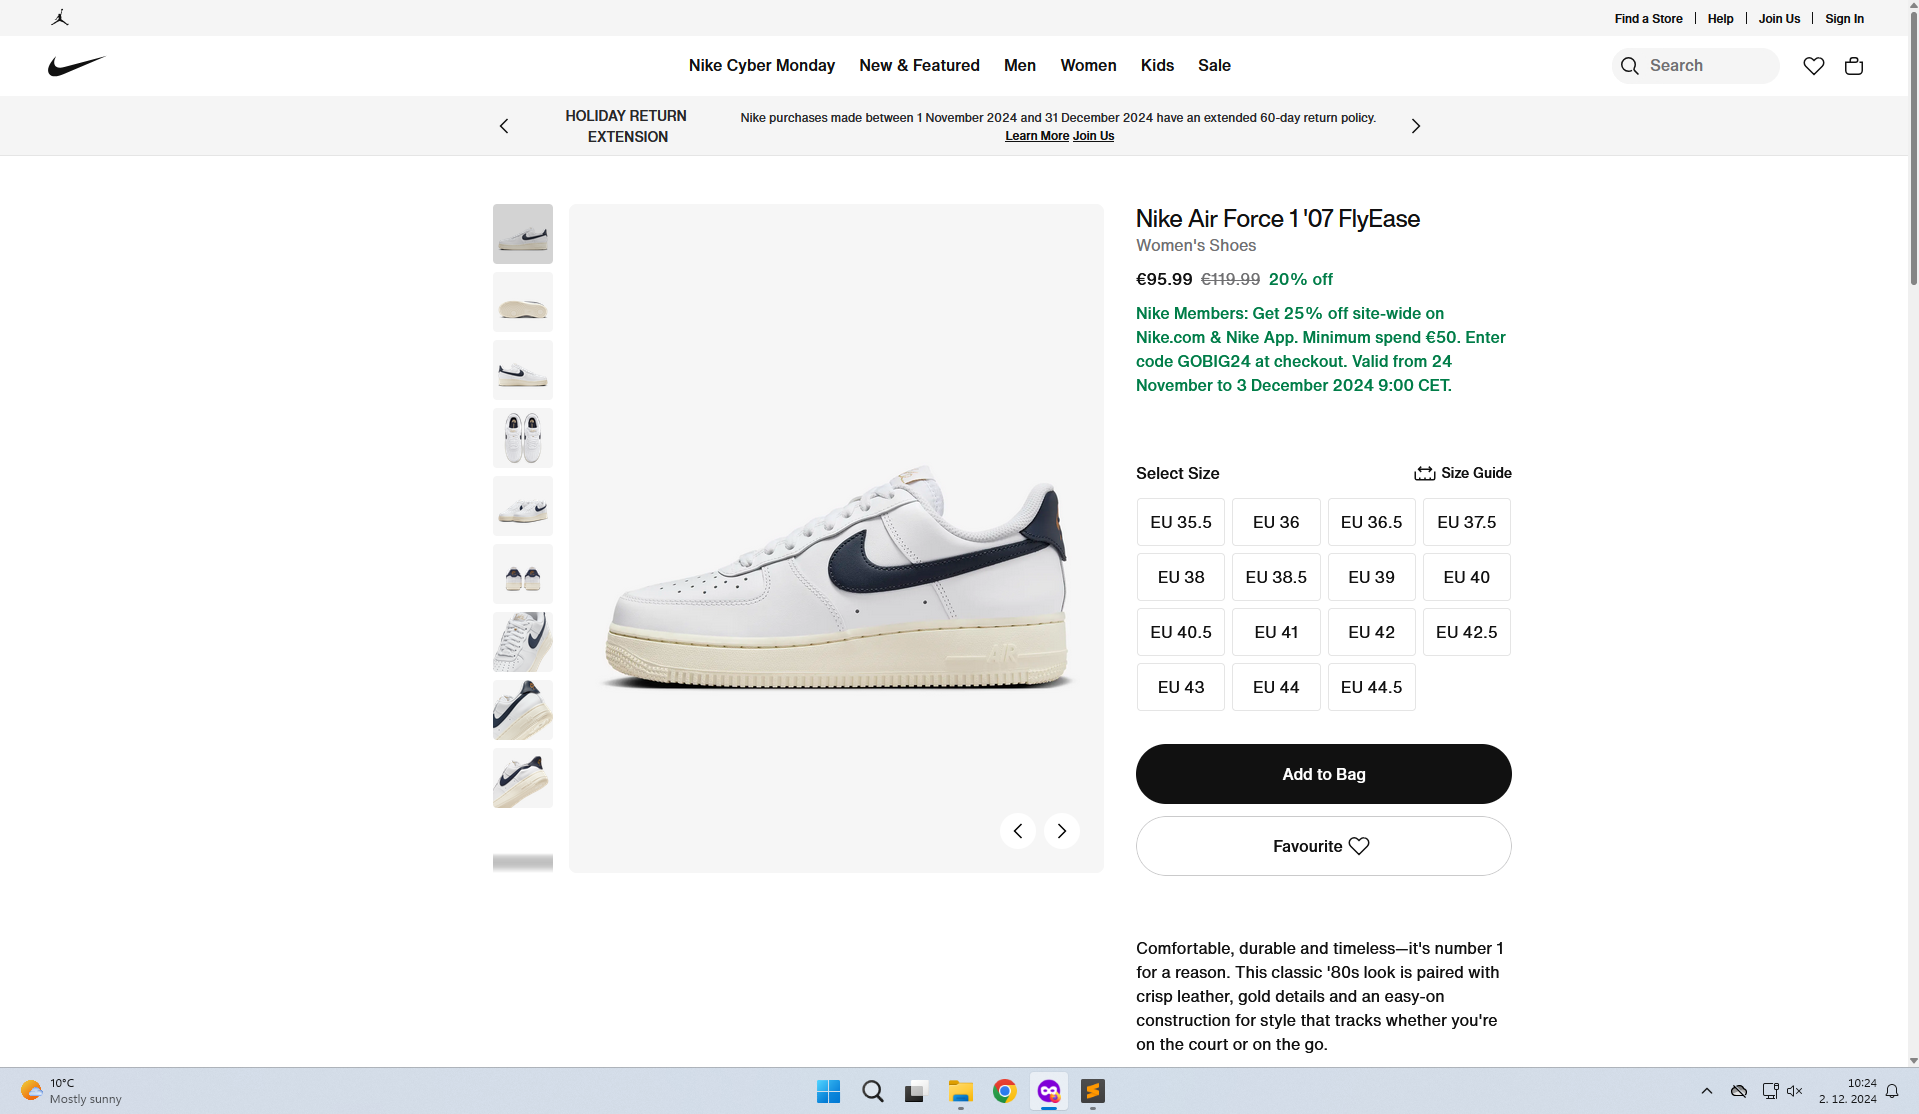 Find a Store
Help
Join Us
Sign In
Nike Cyber Monday
New & Featured
Men
Women
Kids
Sale
Search
HOLIDAY RETURN
EXTENSION
Nike purchases made between 1 November 2024 and 31 December 2024 have an extended 60-day return policy.
Learn More Join Us
Nike Air Force 1 '07 FlyEase
Women's Shoes
€95.99 €119.99 20% off
Nike Members: Get 25% off site-wide on
Nike.com & Nike App. Minimum spend €50. Enter
code GOBIG24 at checkout. Valid from 24
November to 3 December 2024 9:00 CET.
Select Size
Size Guide
EU 35.5
EU 36
EU 36.5
EU 37.5
EU 38
EU 38.5
EU 39
EU 40
EU 40.5
EU 41
EU 42
EU 42.5
EU 43
EU 44
EU 44.5
AIR
Add to Bag
Favourite
Comfortable, durable and timeless—it's number 1
for a reason. This classic '80s look is paired with
crisp leather, gold details and an easy-on
construction for style that tracks whether you're
on the court or on the go.
10°C
Mostly sunny
10:24
2. 12. 2024